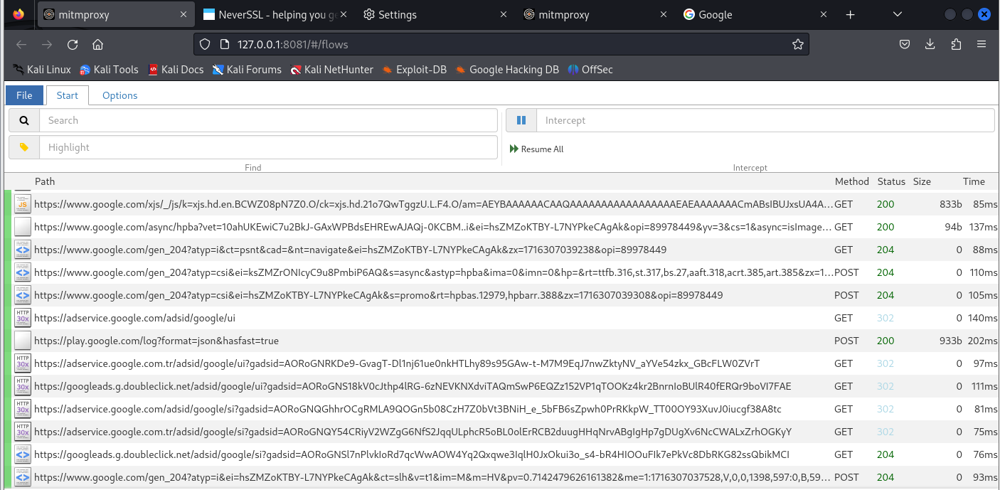 mitmproxy NeverSSL - helping you ge Settings mitmproxy Google
127.0.0.1:8081/#/flows
Kali Linux Kali Tools Kali Docs Kali Forums Kali NetHunter Exploit-DB Google Hacking DB OffSec
File Start Options
Search Intercept
Highlight Resume All
Find Intercept
Path Method Status Size Time
JS https://www.google.com/xjs/_/js/k=xjs.hd.en.BCWZ08pN7Z0.O/ck=xjs.hd.21o7QwTggzU.L.F4.O/am=AEYBAAAAAACAAQAAAAAAAAAAAAAAAAAEAEAAAAAAACmABsIBUJxsUA4A... GET 200 833b 85ms
https://www.google.com/async/hpba?vet=10ahUKEwiC7u2BkJ-GAxWPBdsEHREwAJAQj-0KCBM..i&ei=hsZMZoKTBY-L7NYPkeCAgAk&opi=89978449&yv=3&cs=1&async=isImage... GET 200 94b 137ms
<> https://www.google.com/gen_204?atyp=i&ct=psnt&cad=&nt=navigate&ei=hsZMZoKTBY-L7NYPkeCAgAk&zx=1716307039238&opi=89978449 GET 204 0 88ms
<> https://www.google.com/gen_204?atyp=csi&ei=ksZMZrONIcyC9u8PmbiP6AQ&s=async&astyp=hpba&ima=0&imn=0&hp=&rt=ttfb.316,st.317,bs.27,aaft.318,acrt.385,art.385&zx=1... POST 204 0 110ms
<> https://www.google.com/gen_204?atyp=csi&ei=hsZMZoKTBY-L7NYPkeCAgAk&s=promo&rt=hpbas.12979,hpbarr.388&zx=1716307039308&opi=89978449 POST 204 0 105ms
HTTP 30x https://adservice.google.com/adsid/google/ui GET 302 0 140ms
https://play.google.com/log?format=json&hasfast=true POST 200 933b 202ms
HTTP 30x https://adservice.google.com.tr/adsid/google/ui?gadsid=AORoGNRKDe9-GvagT-Dl1nj61ue0nkHTLhy89s95GAw-t-M7M9EqJ7nwZktyNV_aYVe54zkx_GBcFLW0ZVrT GET 302 0 97ms
HTTP 30x https://googleads.g.doubleclick.net/adsid/google/ui?gadsid=AORoGNS18kV0cJthp4lRG-6zNEVKNXdviTAQmSwP6EQZz152VP1qTOOKz4kr2BnrnIoBUlR40fERQr9boVI7FAE GET 302 0 111ms
HTTP 30x https://adservice.google.com/adsid/google/si?gadsid=AORoGNQGhhrOCgRMLA9QOGn5b08CzH7Z0bVt3BNiH_e_5bFB6sZpwh0PrRKkpW_TT00OY93XuvJ0iucgf38A8tc GET 302 0 81ms
HTTP 30x https://adservice.google.com.tr/adsid/google/si?gadsid=AORoGNQY54CRiyV2WZgG6NfS2JqqULphcR5oBL0olErRCB2duugHHqNrvABgIgHp7gDUgXv6NcCWALxZrhOGKyY GET 302 0 75ms
<> https://googleads.g.doubleclick.net/adsid/google/si?gadsid=AORoGNSl7nPlvkIoRd7qcWwAOW4Yq2Qxqwe3IqlH0JxOkui3o_s4-bR4HIOOuFIk7ePkVc8DbRKG82ssQbikMCI GET 204 0 76ms
<> https://www.google.com/gen_204?atyp=i&ei=hsZMZoKTBY-L7NYPkeCAgAk&ct=slh&v=t1&im=M&m=HV&pv=0.7142479626161382&me=1:1716307037528,V,0,0,1398,597:0,B,59... POST 204 0 93ms